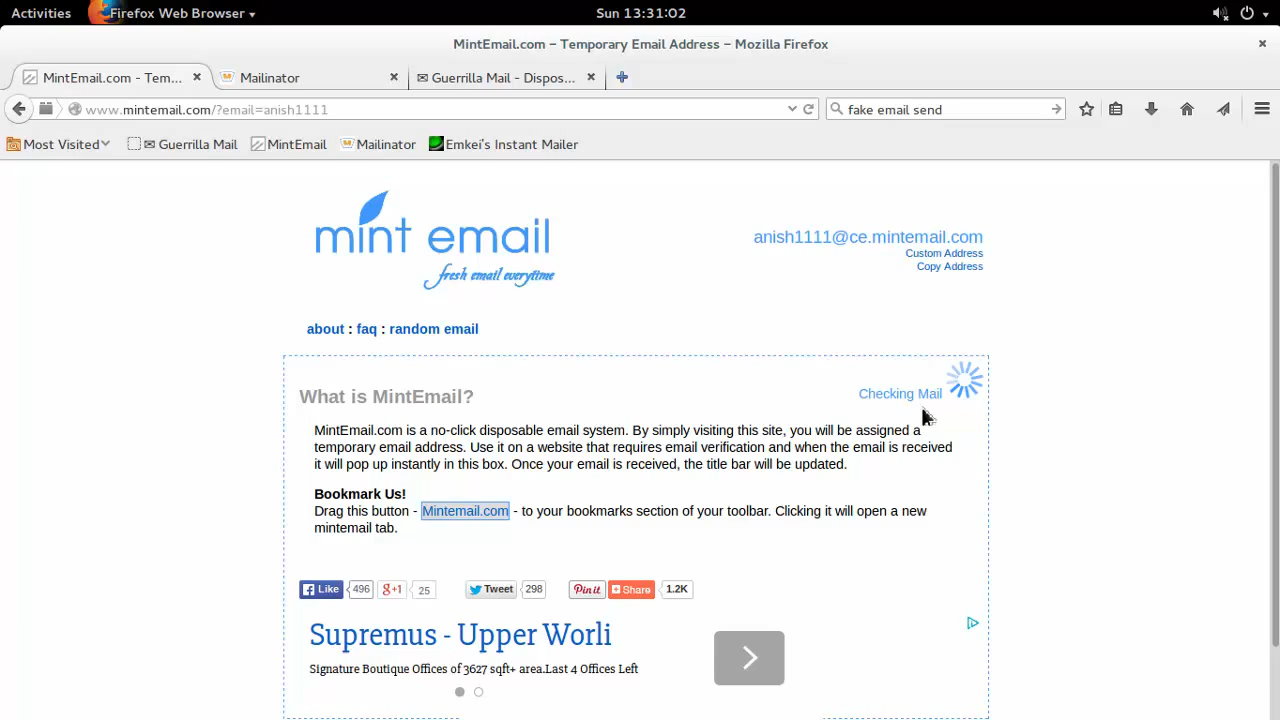 Activities Firefox Web Browser Sun 13:31:02
MintEmail.com – Temporary Email Address – Mozilla Firefox
MintEmail.com - Tem... Mailinator Guerrilla Mail - Dispos...
www.mintemail.com/?email=anish1111 fake email send
Most Visited Guerrilla Mail MintEmail Mailinator Emkei's Instant Mailer
mint email
fresh email everytime
anish1111@ce.mintemail.com
Custom Address
Copy Address
about : faq : random email
What is MintEmail?
Checking Mail
MintEmail.com is a no-click disposable email system. By simply visiting this site, you will be assigned a
temporary email address. Use it on a website that requires email verification and when the email is received
it will pop up instantly in this box. Once your email is received, the title bar will be updated.
Bookmark Us!
Drag this button - Mintemail.com - to your bookmarks section of your toolbar. Clicking it will open a new
mintemail tab.
Like 496 g+1 25 Tweet 298 Pin it Share 1.2K
Supremus - Upper Worli
Signature Boutique Offices of 3627 sqft+ area.Last 4 Offices Left